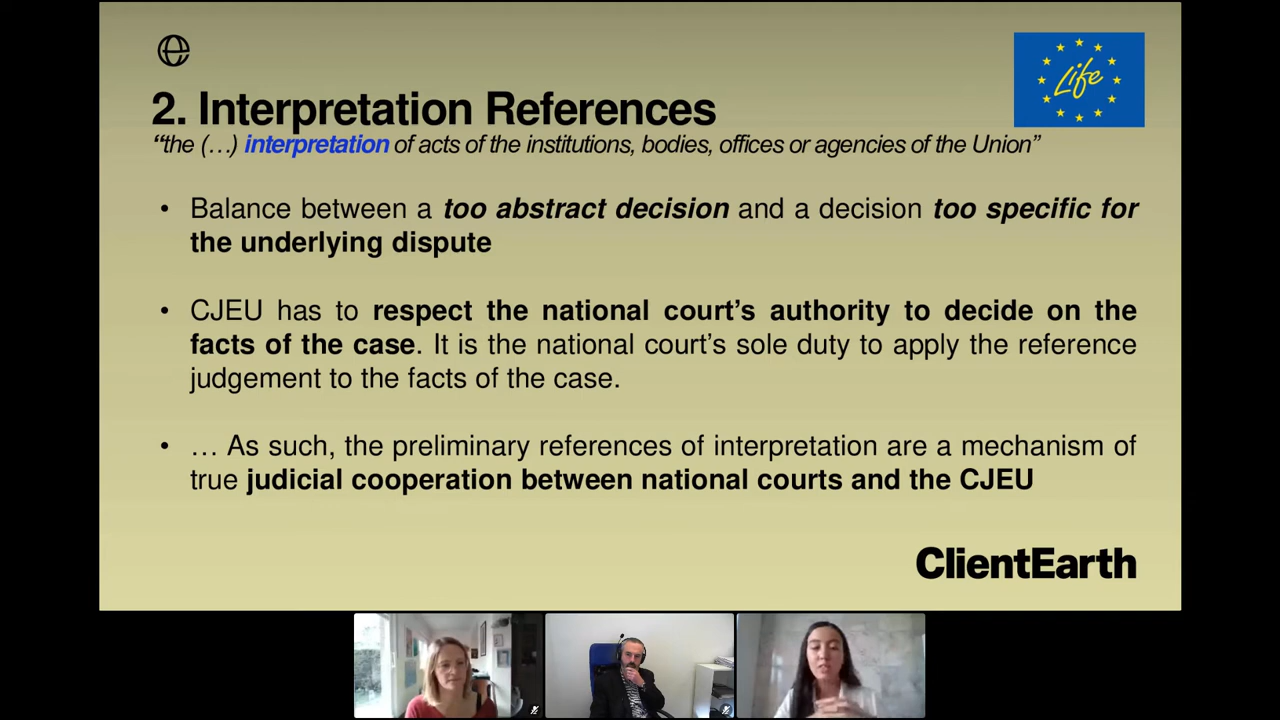 2. Interpretation References
Life
“the (…) interpretation of acts of the institutions, bodies, offices or agencies of the Union”
• Balance between a too abstract decision and a decision too specific for
the underlying dispute
• CJEU has to respect the national court’s authority to decide on the
facts of the case. It is the national court’s sole duty to apply the reference
judgement to the facts of the case.
• … As such, the preliminary references of interpretation are a mechanism of
true judicial cooperation between national courts and the CJEU
ClientEarth